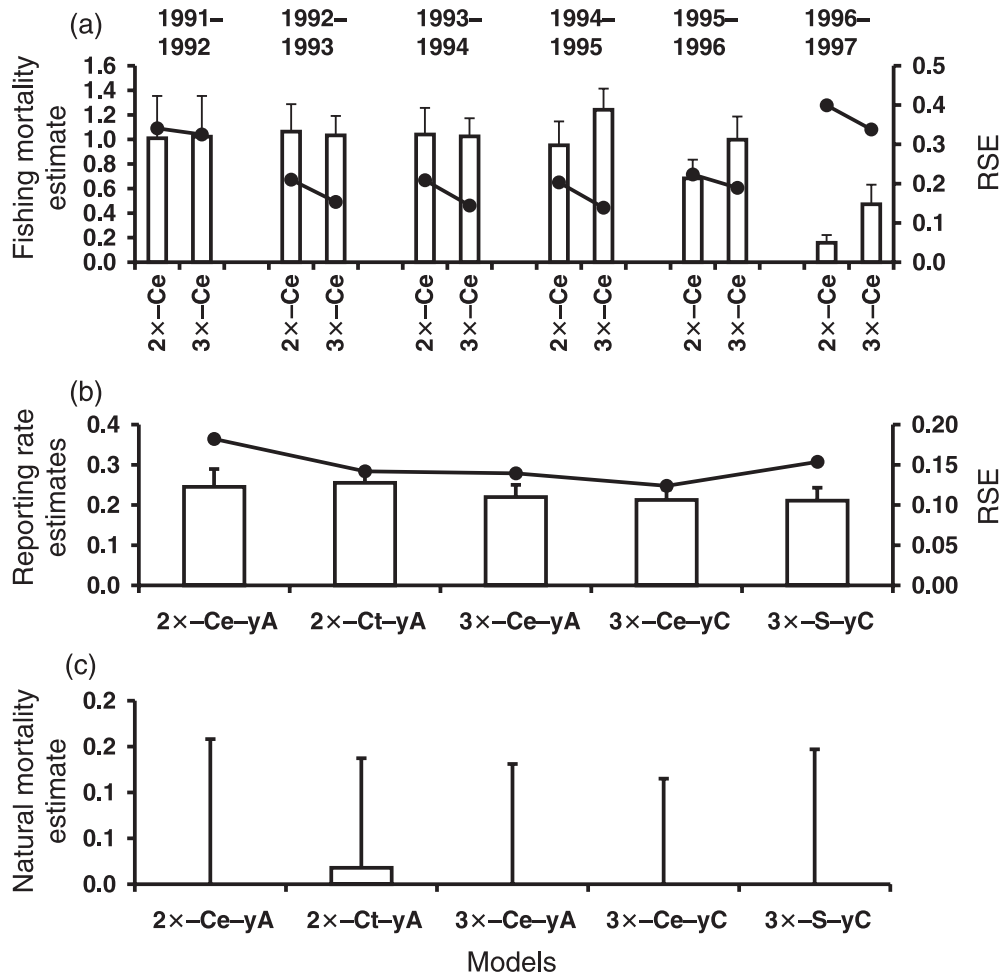 (a)
1991– 1992– 1993– 1994– 1995– 1996–
1992 1993 1994 1995 1996 1997
Fishing mortality
estimate
1.6
1.4
1.2
1.0
0.8
0.6
0.4
0.2
0.0
0.5
0.4
0.3
0.2
0.1
0.0
RSE
2×–Ce 3×–Ce 2×–Ce 3×–Ce 2×–Ce 3×–Ce 2×–Ce 3×–Ce 2×–Ce 3×–Ce 2×–Ce 3×–Ce
(b)
Reporting rate
estimates
0.4
0.3
0.2
0.1
0.0
0.20
0.15
0.10
0.05
0.00
RSE
2×–Ce–yA 2×–Ct–yA 3×–Ce–yA 3×–Ce–yC 3×–S–yC
(c)
Natural mortality
estimate
0.2
0.2
0.1
0.1
0.0
2×–Ce–yA 2×–Ct–yA 3×–Ce–yA 3×–Ce–yC 3×–S–yC
Models